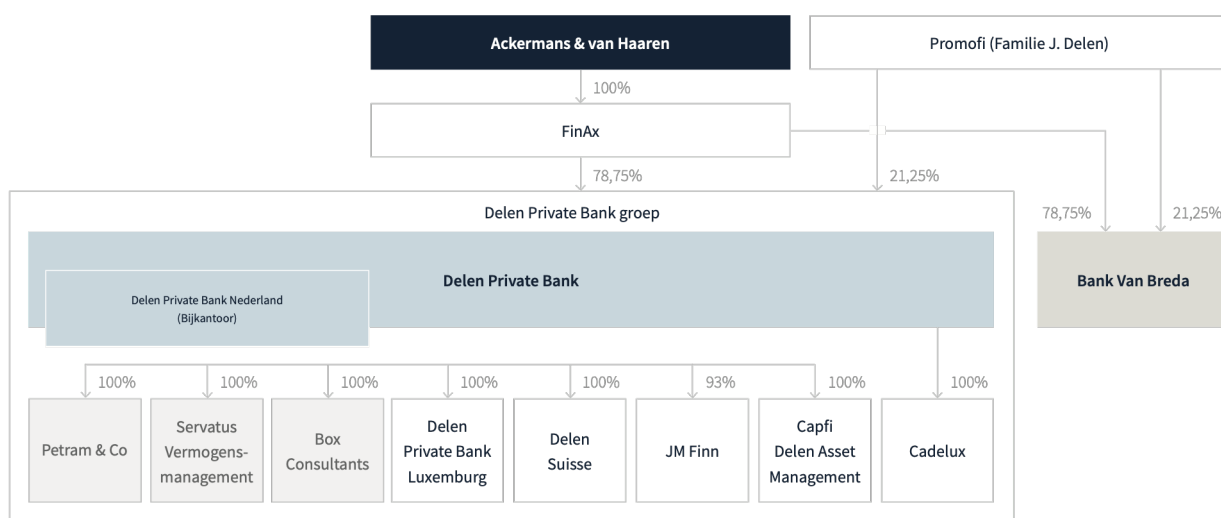 Ackermans & van Haaren
Promofi (Familie J. Delen)
100%
FinAx
78,75%
21,25%
Delen Private Bank groep
78,75%
21,25%
Delen Private Bank
Bank Van Breda
Delen Private Bank Nederland
(Bijkantoor)
100%
100%
100%
100%
100%
93%
100%
100%
Petram & Co
Servatus
Vermogens-
management
Box
Consultants
Delen
Private Bank
Luxemburg
Delen
Suisse
JM Finn
Capfi
Delen Asset
Management
Cadelux